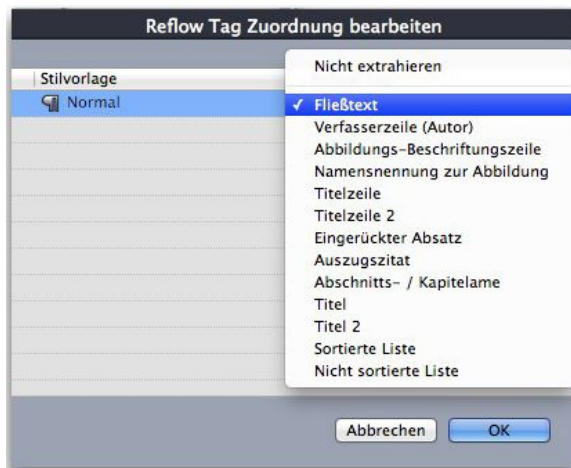 Reflow Tag Zuordnung bearbeiten
Stilvorlage
Normal
Nicht extrahieren
✓ Fließtext
Verfasserzeile (Autor)
Abbildungs-Beschriftungszeile
Namensnennung zur Abbildung
Titelzeile
Titelzeile 2
Eingerückter Absatz
Auszugszitat
Abschnitts- / Kapitelame
Titel
Titel 2
Sortierte Liste
Nicht sortierte Liste
Abbrechen
OK